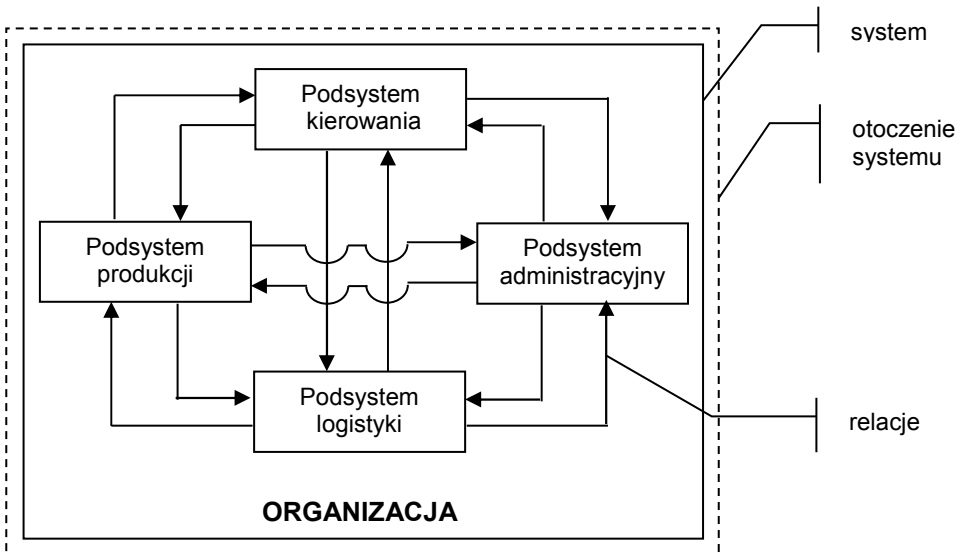 system
Podsystem
kierowania
otoczenie
systemu
Podsystem
produkcji
Podsystem
administracyjny
Podsystem
logistyki
relacje
ORGANIZACJA